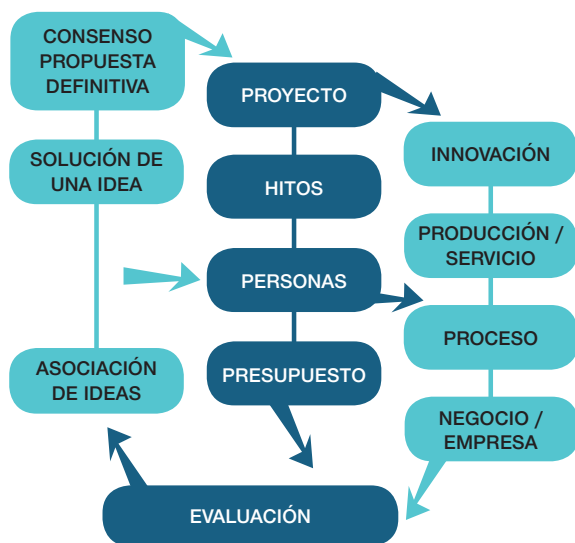 CONSENSO
PROPUESTA
DEFINITIVA
SOLUCIÓN DE
UNA IDEA
ASOCIACIÓN
DE IDEAS
PROYECTO
HITOS
PERSONAS
PRESUPUESTO
INNOVACIÓN
PRODUCCIÓN /
SERVICIO
PROCESO
NEGOCIO /
EMPRESA
EVALUACIÓN